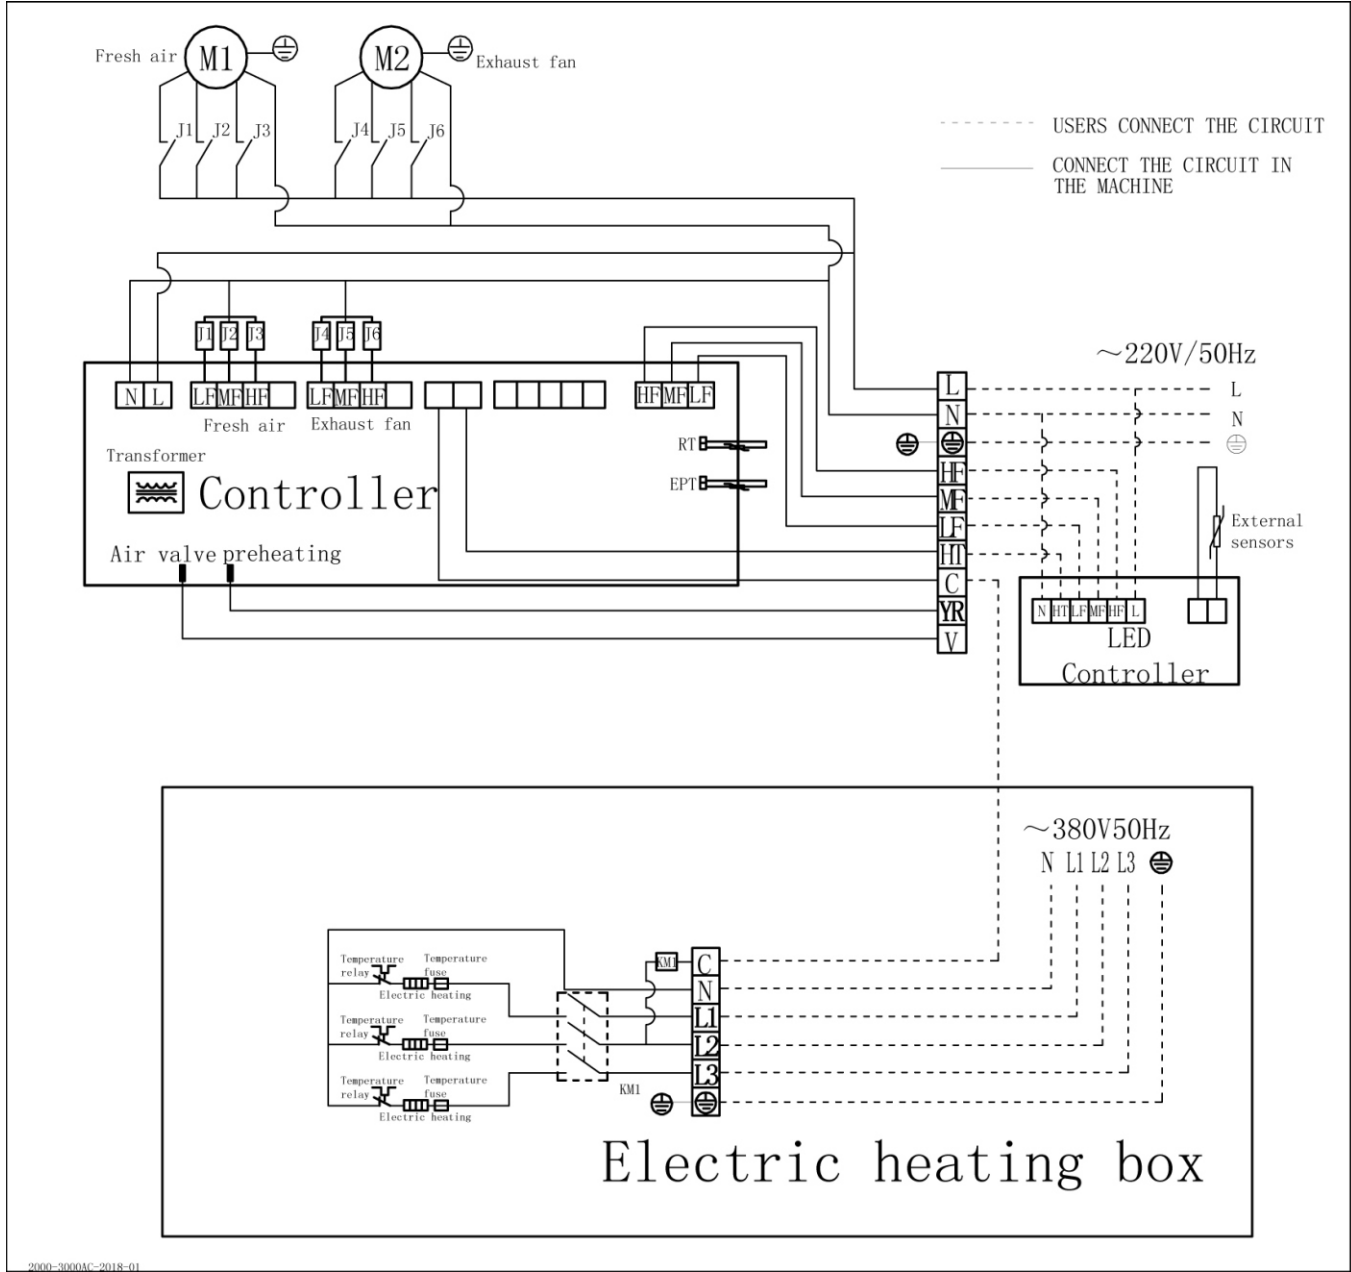 Fresh air
M1
M2
Exhaust fan
J1 J2 J3
J4 J5 J6
USERS CONNECT THE CIRCUIT
CONNECT THE CIRCUIT IN
THE MACHINE
J1 J2 J3
J4 J5 J6
N L
LF MF HF
LF MF HF
HF MF LF
Fresh air
Exhaust fan
RT
EPT
Transformer
Controller
Air valve preheating
L
N
HF
MF
LF
HT
C
YR
V
~220V/50Hz
L
N
External
sensors
N HT LF MF HF L
LED
Controller
~380V50Hz
N L1 L2 L3
Temperature
relay
Temperature
fuse
Electric heating
Temperature
relay
Temperature
fuse
Electric heating
Temperature
relay
Temperature
fuse
Electric heating
KM1
KM1
C
N
L1
L2
L3
Electric heating box
2000-3000AC-2018-01